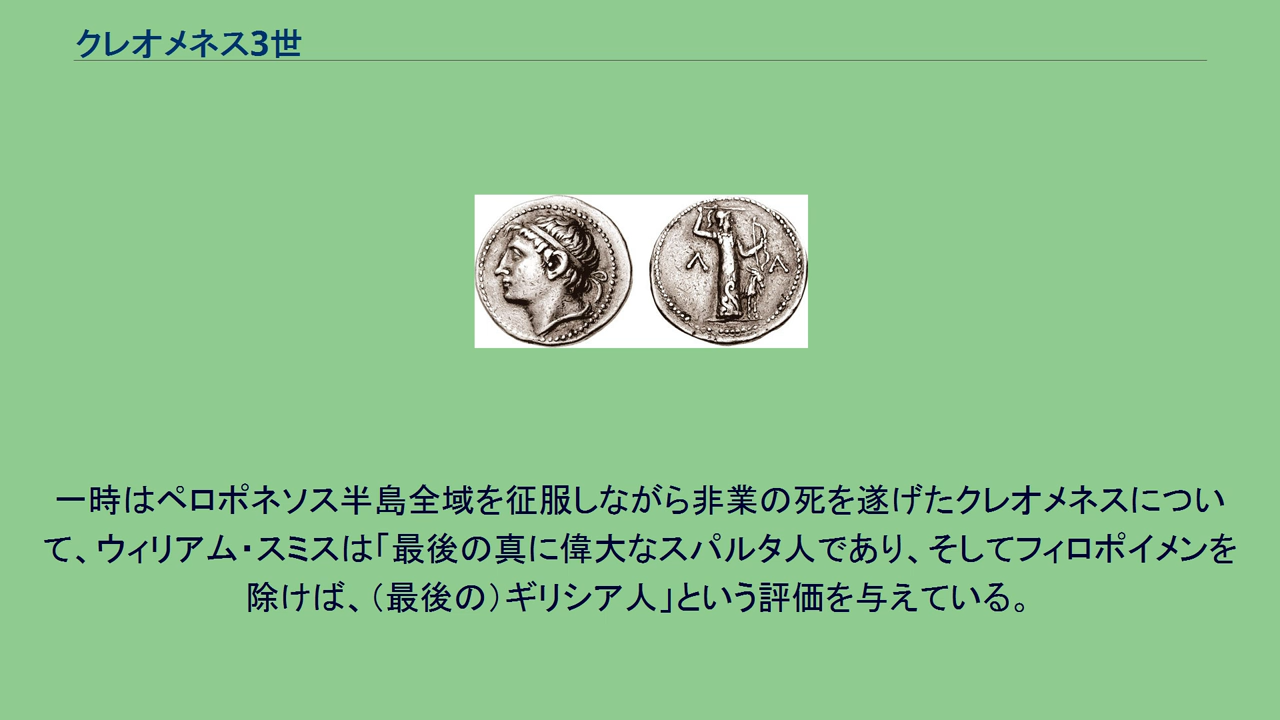 クレオメネス3世
Λ Α
一時はペロポネソス半島全域を征服しながら非業の死を遂げたクレオメネスについ
て、ウィリアム・スミスは「最後の真に偉大なスパルタ人であり、そしてフィロポイメンを
除けば、（最後の）ギリシア人」という評価を与えている。